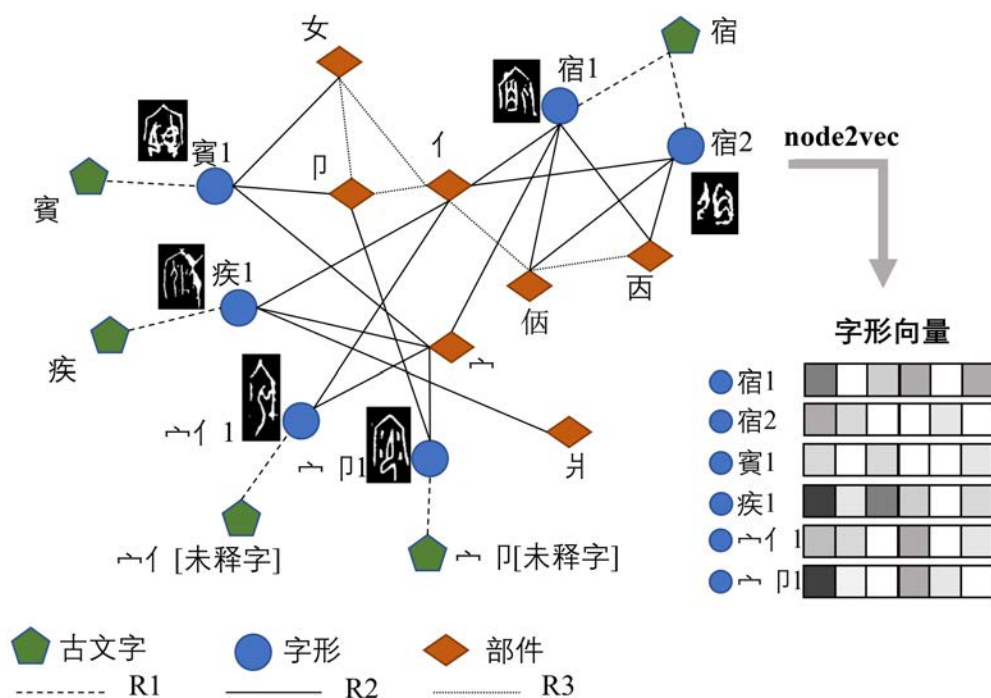 女
宿
宿1
賓1
卩
亻
宿2
node2vec
賓
疾1
㐁
㑄
字形向量
疾
宀
宿1
宀亻1
宿2
宀卩1
爿
賓1
疾1
宀亻[未释字]
宀卩[未释字]
宀亻1
宀卩1
古文字
字形
部件
R1
R2
R3